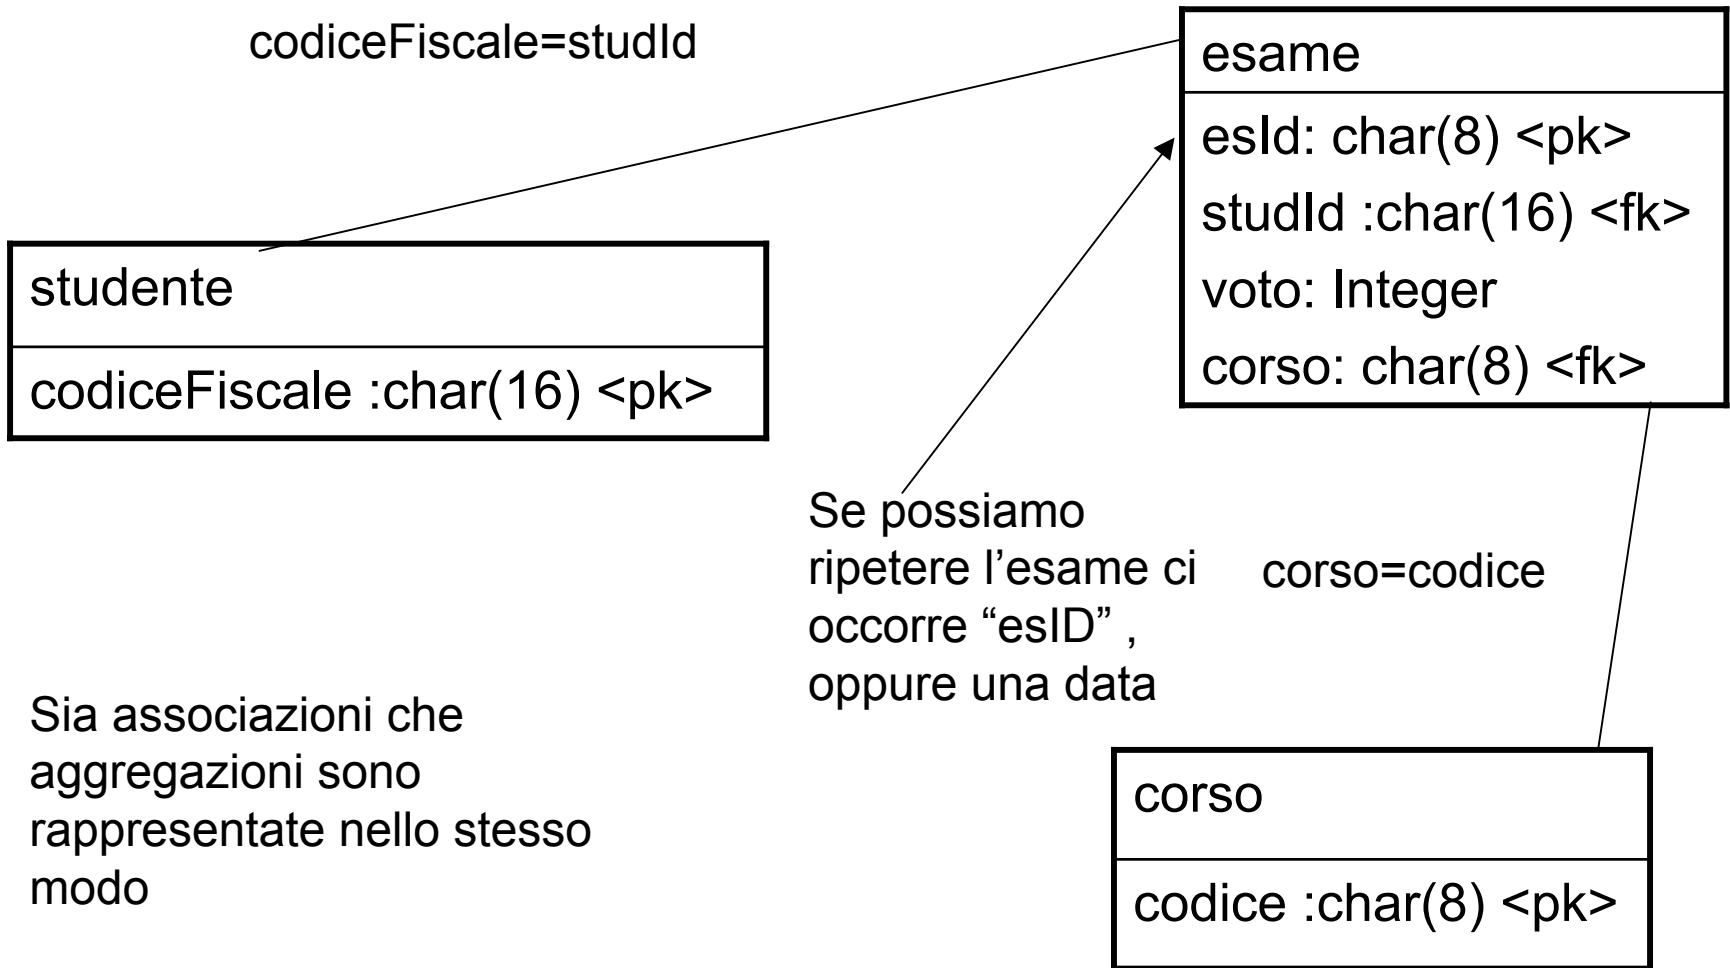 codiceFiscale=studId
esame
esId: char(8) <pk>
studId :char(16) <fk>
voto: Integer
corso: char(8) <fk>
studente
codiceFiscale :char(16) <pk>
Se possiamo
ripetere l’esame ci
occorre “esID” ,
oppure una data
corso=codice
Sia associazioni che
aggregazioni sono
rappresentate nello stesso
modo
corso
codice :char(8) <pk>